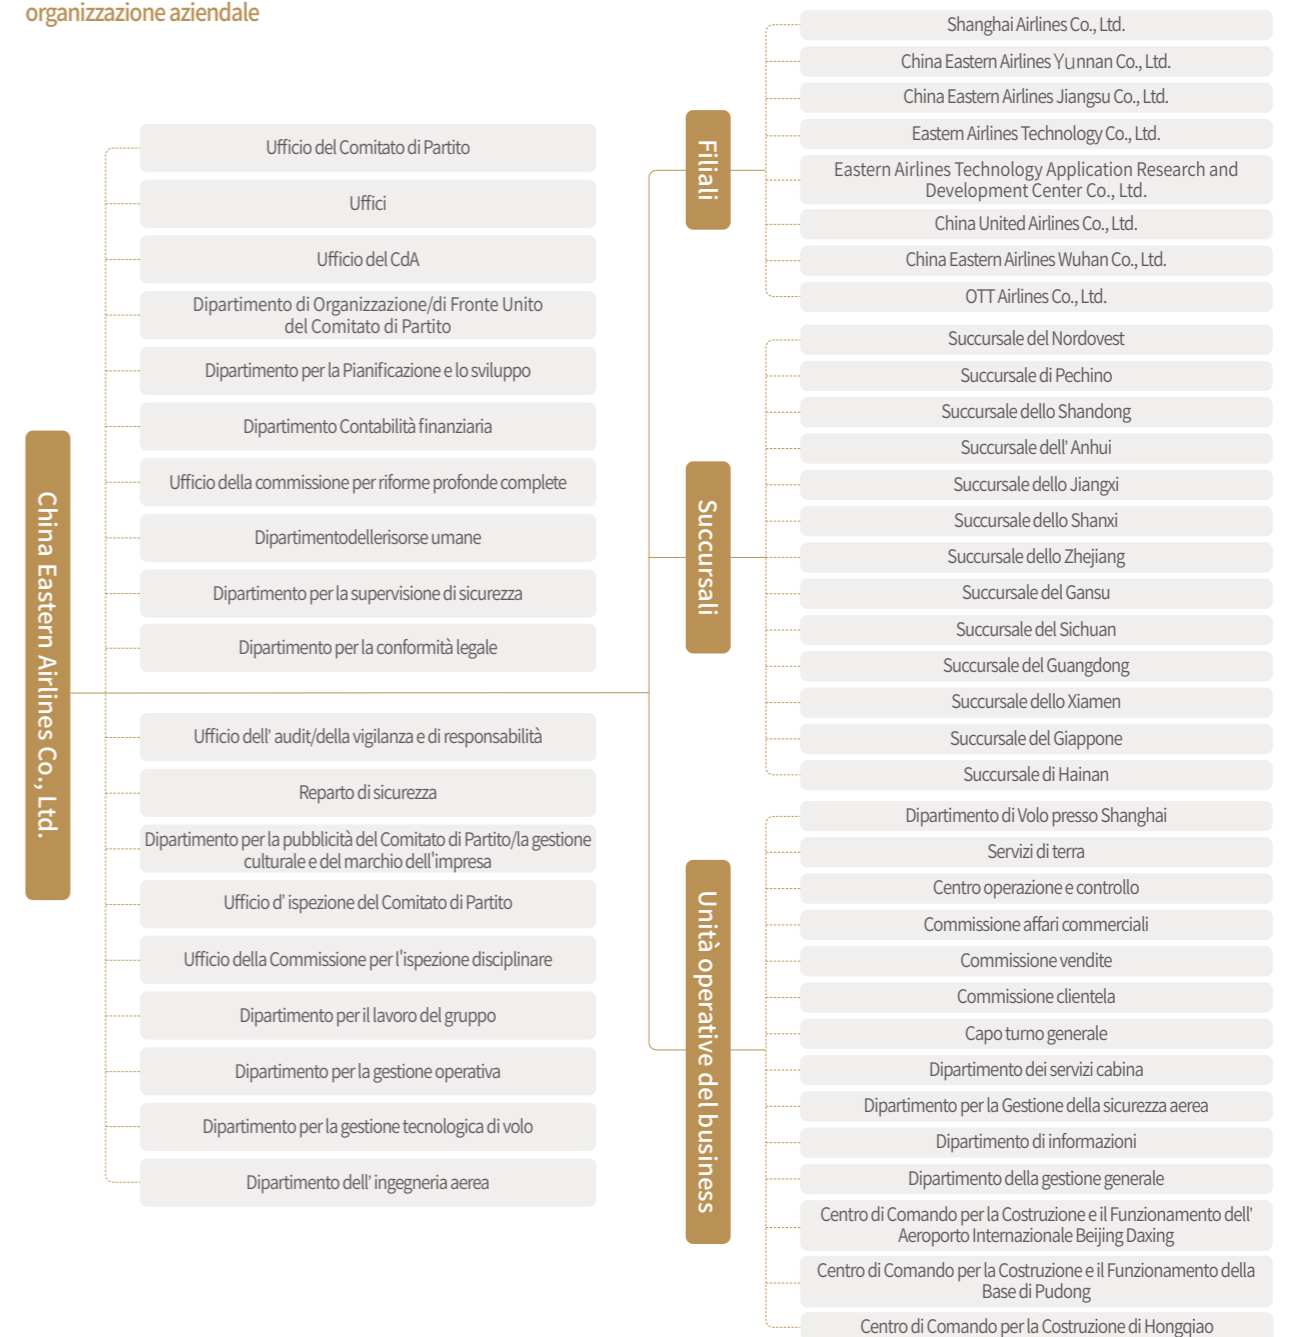 organizzazione aziendale
China Eastern Airlines Co., Ltd.
Ufficio del Comitato di Partito
Uffici
Ufficio del CdA
Dipartimento di Organizzazione/di Fronte Unito
del Comitato di Partito
Dipartimento per la Pianificazione e lo sviluppo
Dipartimento Contabilità finanziaria
Ufficio della commissione per riforme profonde complete
Dipartimentodellerisorse umane
Dipartimento per la supervisione di sicurezza
Dipartimento per la conformità legale
Ufficio dell’ audit/della vigilanza e di responsabilità
Reparto di sicurezza
Dipartimento per la pubblicità del Comitato di Partito/la gestione
culturale e del marchio dell'impresa
Ufficio d’ ispezione del Comitato di Partito
Ufficio della Commissione per l'ispezione disciplinare
Dipartimento per il lavoro del gruppo
Dipartimento per la gestione operativa
Dipartimento per la gestione tecnologica di volo
Dipartimento dell’ ingegneria aerea
Filiali
Shanghai Airlines Co., Ltd.
China Eastern Airlines Yunnan Co., Ltd.
China Eastern Airlines Jiangsu Co., Ltd.
Eastern Airlines Technology Co., Ltd.
Eastern Airlines Technology Application Research and
Development Center Co., Ltd.
China United Airlines Co., Ltd.
China Eastern Airlines Wuhan Co., Ltd.
OTT Airlines Co., Ltd.
Succursali
Succursale del Nordovest
Succursale di Pechino
Succursale dello Shandong
Succursale dell’ Anhui
Succursale dello Jiangxi
Succursale dello Shanxi
Succursale dello Zhejiang
Succursale del Gansu
Succursale del Sichuan
Succursale del Guangdong
Succursale dello Xiamen
Succursale del Giappone
Succursale di Hainan
Unità operative del business
Dipartimento di Volo presso Shanghai
Servizi di terra
Centro operazione e controllo
Commissione affari commerciali
Commissione vendite
Commissione clientela
Capo turno generale
Dipartimento dei servizi cabina
Dipartimento per la Gestione della sicurezza aerea
Dipartimento di informazioni
Dipartimento della gestione generale
Centro di Comando per la Costruzione e il Funzionamento dell’
Aeroporto Internazionale Beijing Daxing
Centro di Comando per la Costruzione e il Funzionamento della
Base di Pudong
Centro di Comando per la Costruzione di Hongqiao